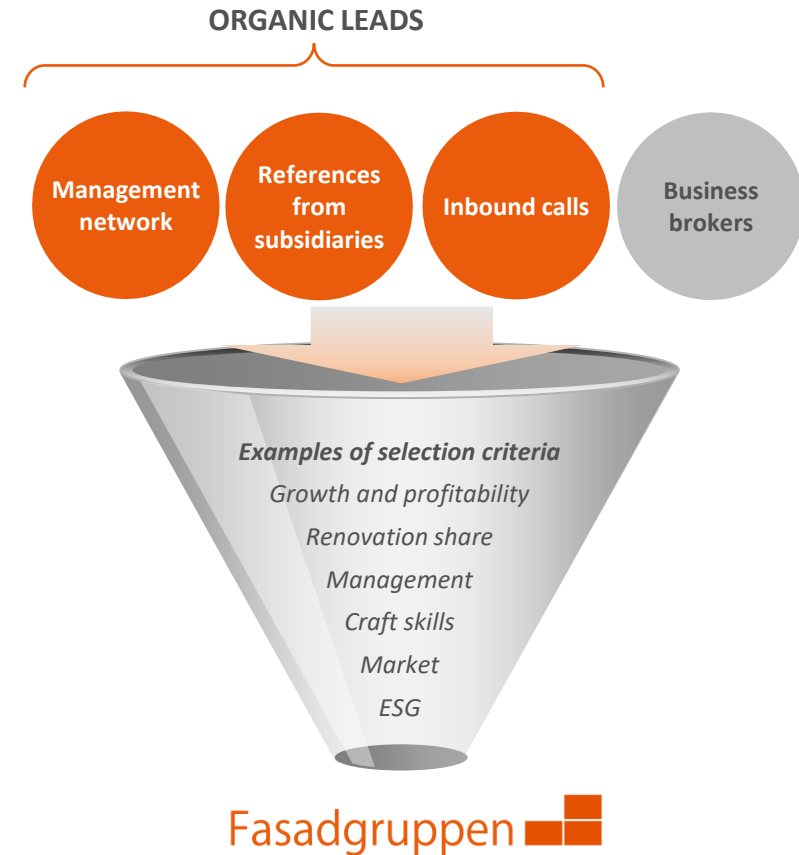 ORGANIC LEADS
Management
network
References
from
subsidiaries
Inbound calls
Business
brokers
Examples of selection criteria
Growth and profitability
Renovation share
Management
Craft skills
Market
ESG
Fasadgruppen